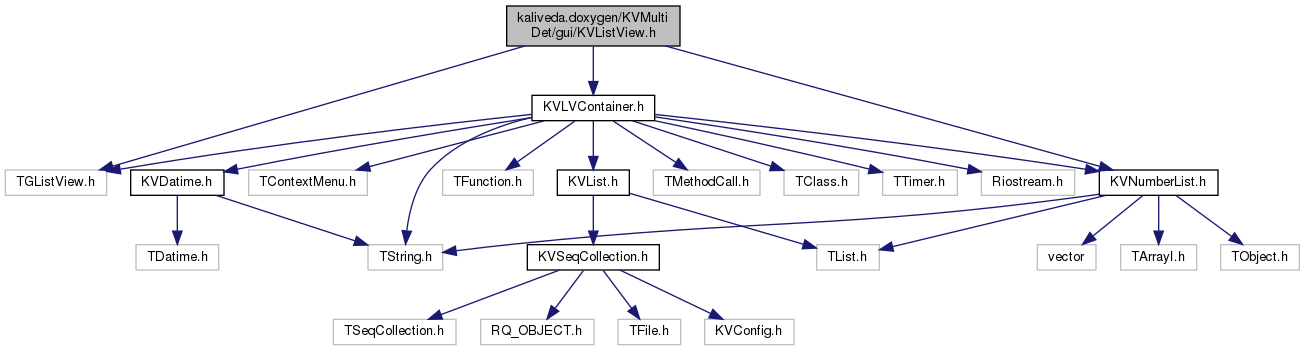 kaliveda.doxygen/KVMulti
Det/gui/KVListView.h
KVLVContainer.h
TGListView.h
KVDatime.h
TContextMenu.h
TFunction.h
KVList.h
TMethodCall.h
TClass.h
TTimer.h
Riostream.h
KVNumberList.h
TDatime.h
TString.h
KVSeqCollection.h
TList.h
vector
TArrayI.h
TObject.h
TSeqCollection.h
RQ_OBJECT.h
TFile.h
KVConfig.h